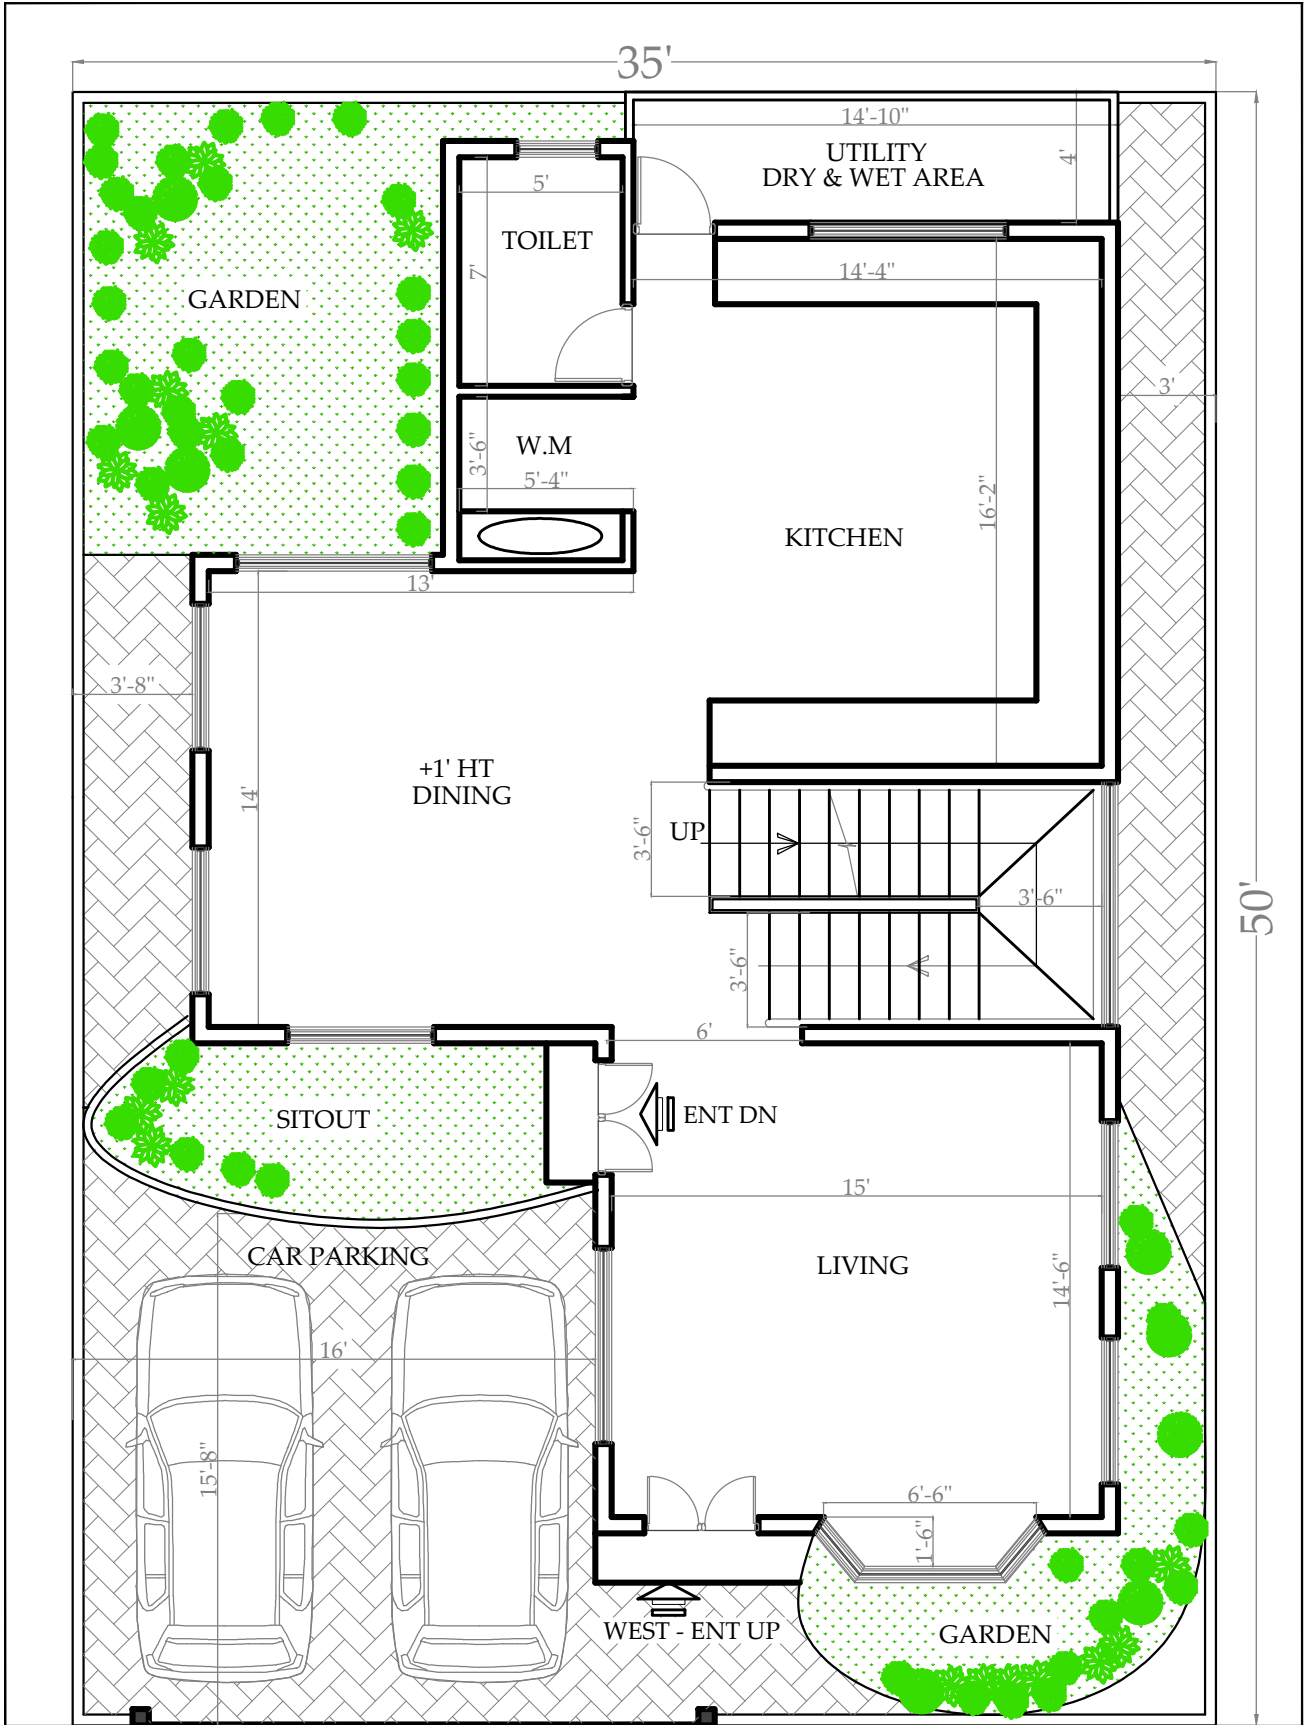 35'
14'-10"
UTILITY
DRY & WET AREA
4'
5'
TOILET
7'
14'-4"
GARDEN
3'
W.M
3'-6"
5'-4"
16'-2"
KITCHEN
13'
3'-8"
+1' HT
DINING
14'
UP
3'-6"
3'-6"
3'-6"
50'
6'
SITOUT
ENT DN
15'
CAR PARKING
LIVING
14'-6"
16'
15'-8"
6'-6"
1'-6"
WEST - ENT UP
GARDEN